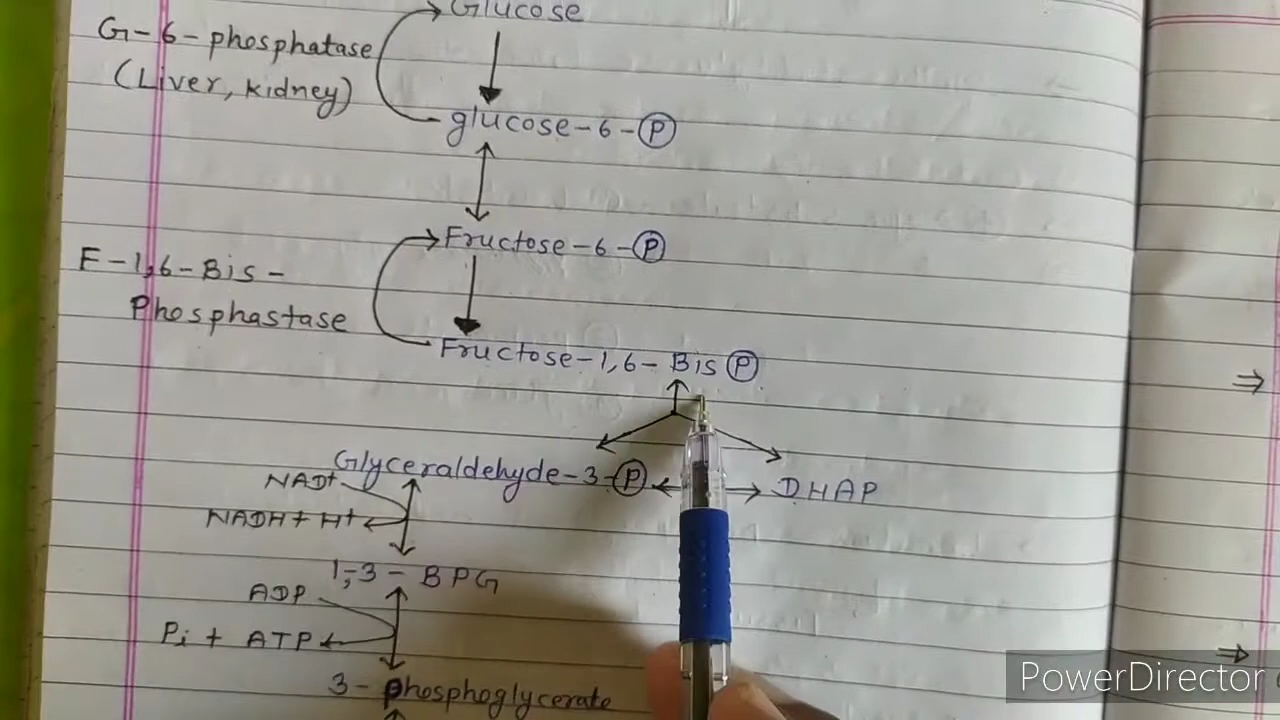 Glucose
G-6-phosphatase
(Liver, kidney)
glucose-6-P
Fructose-6-P
F-1,6-Bis-
Phosphastase
Fructose-1,6-Bis P
Glyceraldehyde-3-P
DHAP
NAD+
NADH + H+
1,3-BPG
ADP
Pi + ATP
3-phosphoglycerate
PowerDirector